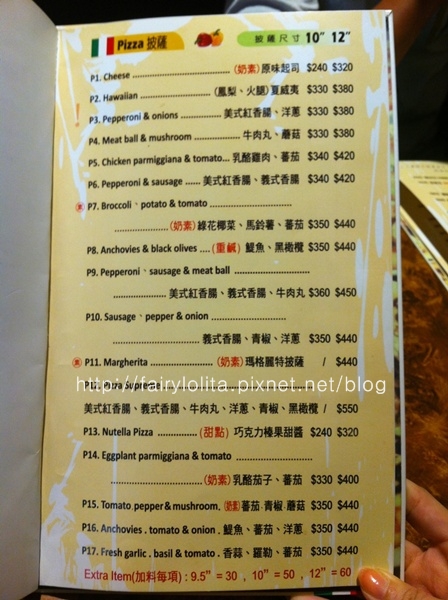 Pizza 披薩 披薩尺寸 10" 12"
P1. Cheese ........................ (奶素)原味起司 $240 $320
P2. Hawaiian .................. (鳳梨、火腿)夏威夷 $330 $380
P3. Pepperoni & onions ............ 美式紅香腸、洋蔥 $330 $380
P4. Meat ball & mushroom .............. 牛肉丸、蘑菇 $330 $380
P5. Chicken parmiggiana & tomato... 乳酪雞肉、蕃茄 $340 $420
P6. Pepperoni & sausage ...... 美式紅香腸、義式香腸 $340 $420
素 P7. Broccoli、potato & tomato ........................
........................ (奶素)綠花椰菜、馬鈴薯、蕃茄 $350 $440
P8. Anchovies & black olives .... (重鹹) 鯷魚、黑橄欖 $350 $440
P9. Pepperoni、sausage & meat ball ........................
.................... 美式紅香腸、義式香腸、牛肉丸 $360 $450
P10. Sausage、pepper & onion ........................
........................ 義式香腸、青椒、洋蔥 $350 $440
素 P11. Margherita .................. (奶素)瑪格麗特披薩 / $440
P12. Pizza Supreme ........................
http://fairylolita.pixnet.net/blog
美式紅香腸、義式香腸、牛肉丸、洋蔥、青椒、黑橄欖 / $550
P13. Nutella Pizza ............. (甜點) 巧克力榛果甜醬 $240 $320
P14. Eggplant parmiggiana & tomato ........................
........................ (奶素)乳酪茄子、蕃茄 $330 $400
P15. Tomato.pepper & mushroom. (奶素)蕃茄.青椒.蘑菇 $350 $440
P16. Anchovies . tomato & onion . 鯷魚、蕃茄、洋蔥 $350 $440
P17. Fresh garlic . basil & tomato . 香蒜、羅勒、蕃茄 $350 $440
Extra Item(加料每項) : 9.5" = 30 , 10" = 50 , 12" = 60